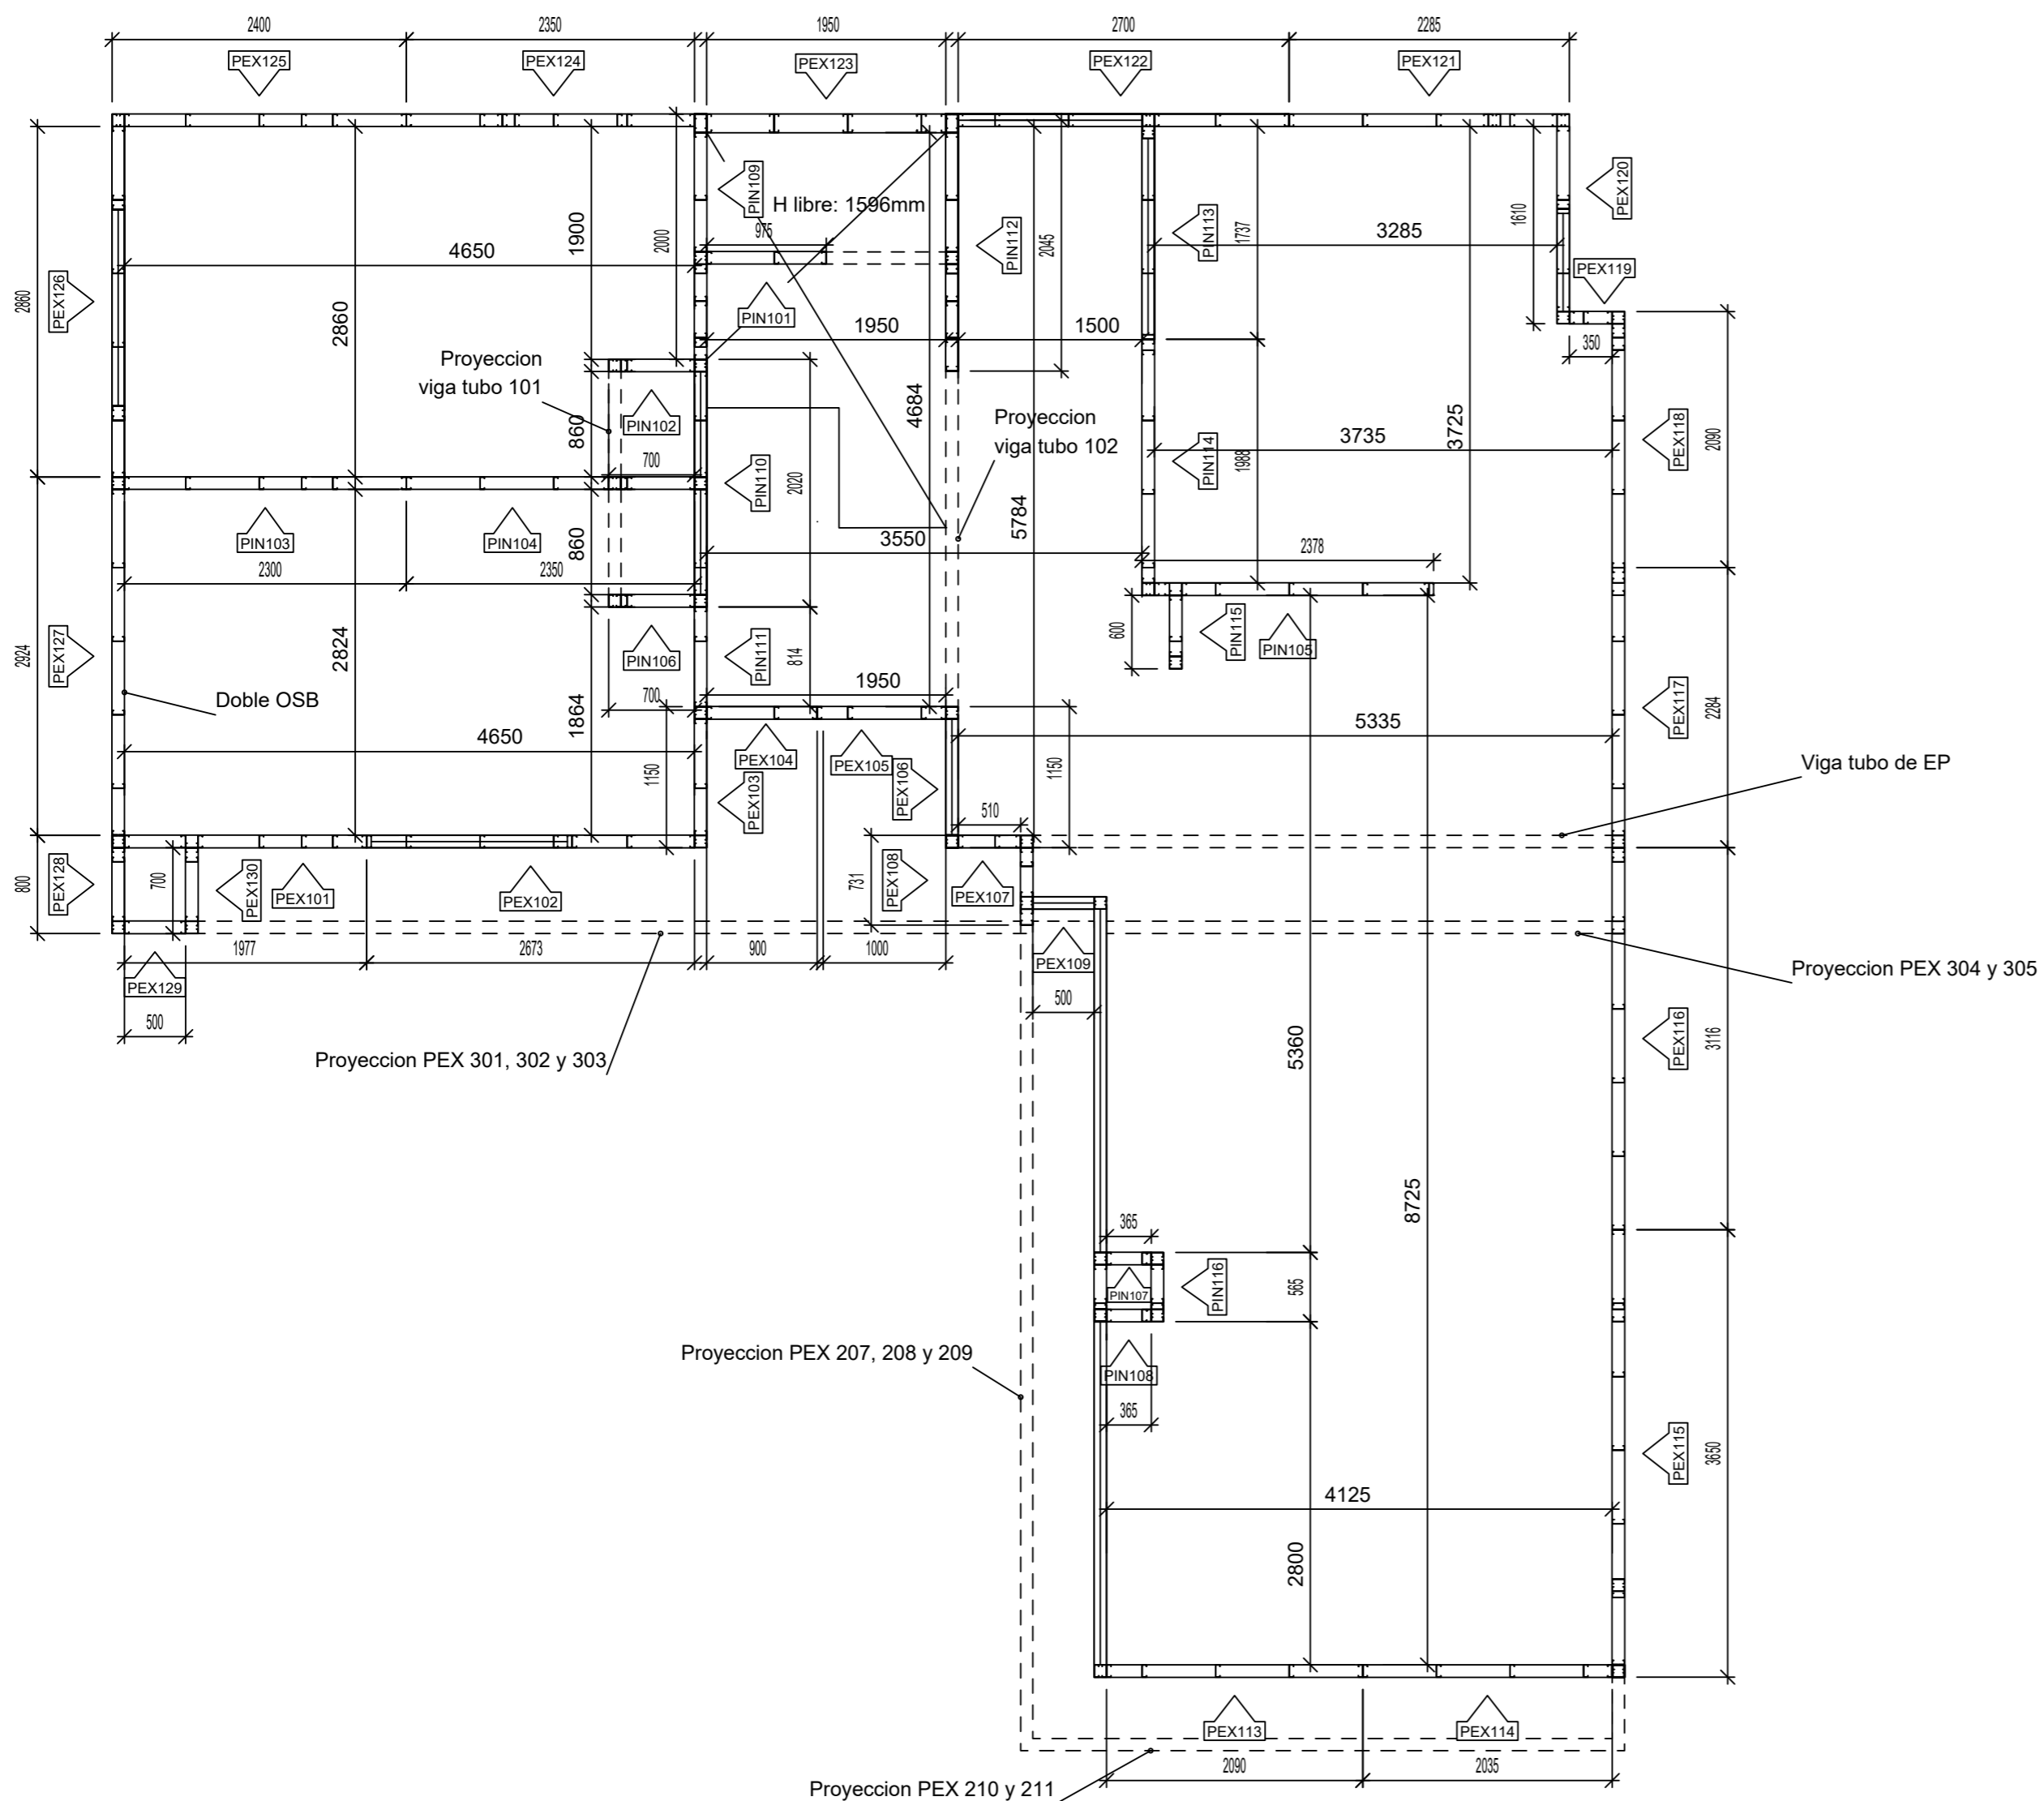 2400
2350
1950
2700
2285
PEX125
PEX124
PEX123
PEX122
PEX121
PIN109
PEX120
H libre: 1596mm
975
1900
2000
PIN112
2045
PIN113
1737
1610
3285
4650
PEX119
2860
PEX126
2860
PIN101
1950
1500
350
Proyeccion
viga tubo 101
860
PIN102
700
4684
Proyeccion
viga tubo 102
3725
3735
PEX118
2090
PIN114
1988
PIN110
2020
5784
PIN103
PIN104
860
3550
2378
2300
2350
600
PIN115
PIN105
2924
PEX127
2824
PIN106
PIN111
814
Doble OSB
700
1864
1950
PEX117
2284
4650
PEX104
PEX105
5335
1150
PEX103
PEX106
1150
Viga tubo de EP
510
800
PEX128
700
PEX130
PEX101
PEX102
731
PEX108
PEX107
1977
2673
900
1000
PEX129
PEX109
Proyeccion PEX 304 y 305
500
500
Proyeccion PEX 301, 302 y 303
5360
PEX116
3116
8725
365
PIN107
PIN116
565
Proyeccion PEX 207, 208 y 209
PIN108
365
PEX115
3650
4125
2800
PEX113
PEX114
2090
2035
Proyeccion PEX 210 y 211